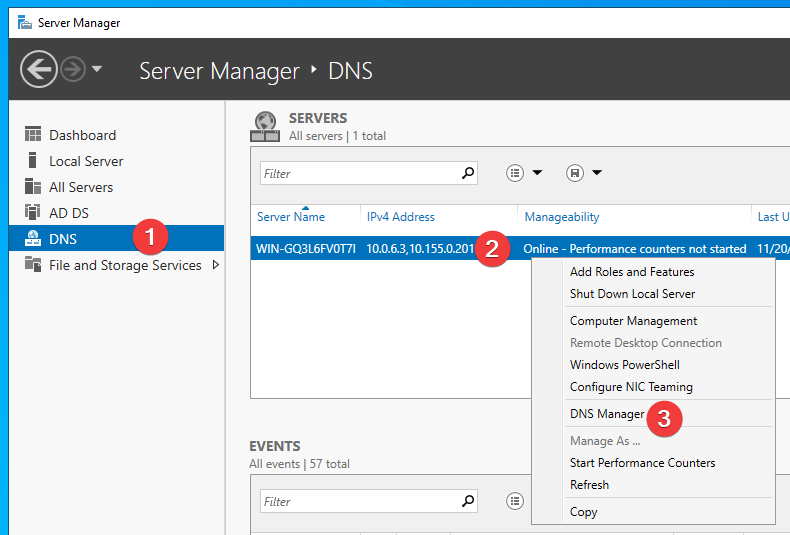 Server Manager
Server Manager ‣ DNS
Dashboard
Local Server
All Servers
AD DS
DNS
File and Storage Services
1
SERVERS
All servers | 1 total
Filter
Server Name IPv4 Address Manageability Last U
WIN-GQ3L6FV0T7I 10.0.6.3,10.155.0.201 2 Online - Performance counters not started 11/20/
Add Roles and Features
Shut Down Local Server
Computer Management
Remote Desktop Connection
Windows PowerShell
Configure NIC Teaming
DNS Manager 3
Manage As ...
Start Performance Counters
Refresh
Copy
EVENTS
All events | 57 total
Filter